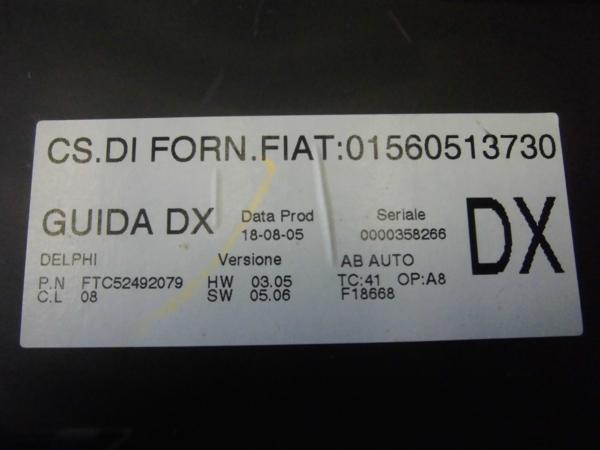 CS.DI FORN.FIAT:01560513730
GUIDA DX Data Prod Seriale DX
18-08-05 0000358266
DELPHI Versione AB AUTO
P.N FTC52492079 HW 03.05 TC:41 OP:A8
C.L 08 SW 05.06 F18668